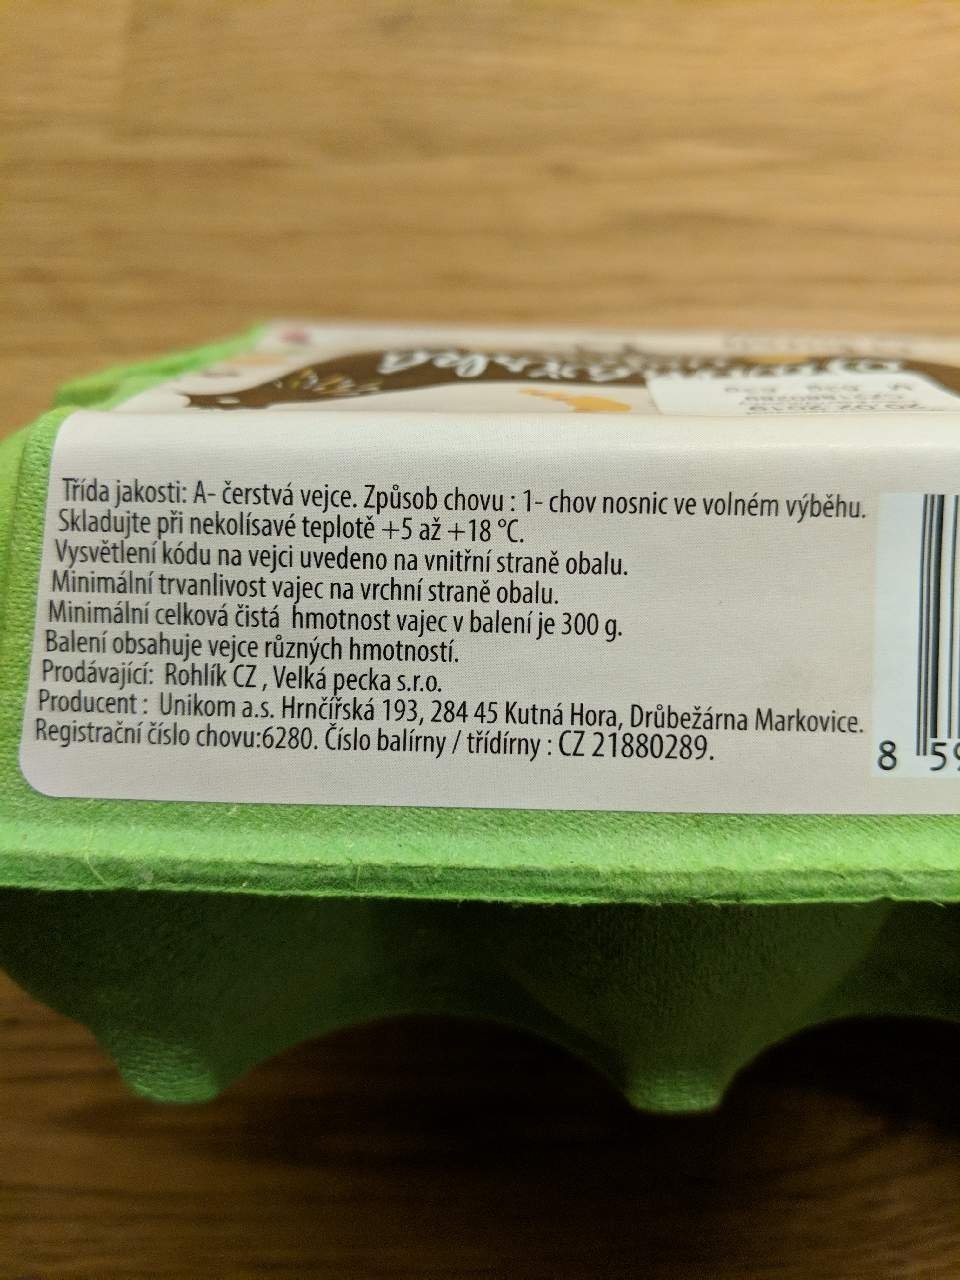 Třída jakosti: A- čerstvá vejce. Způsob chovu : 1- chov nosnic ve volném výběhu.
Skladujte při nekolísavé teplotě +5 až +18 °C.
Vysvětlení kódu na vejci uvedeno na vnitřní straně obalu.
Minimální trvanlivost vajec na vrchní straně obalu.
Minimální celková čistá hmotnost vajec v balení je 300 g.
Balení obsahuje vejce různých hmotností.
Prodávající: Rohlík CZ , Velká pecka s.r.o.
Producent : Unikom a.s. Hrnčířská 193, 284 45 Kutná Hora, Drůbežárna Markovice.
Registrační číslo chovu:6280. Číslo balírny / třídírny : CZ 21880289.
8 59